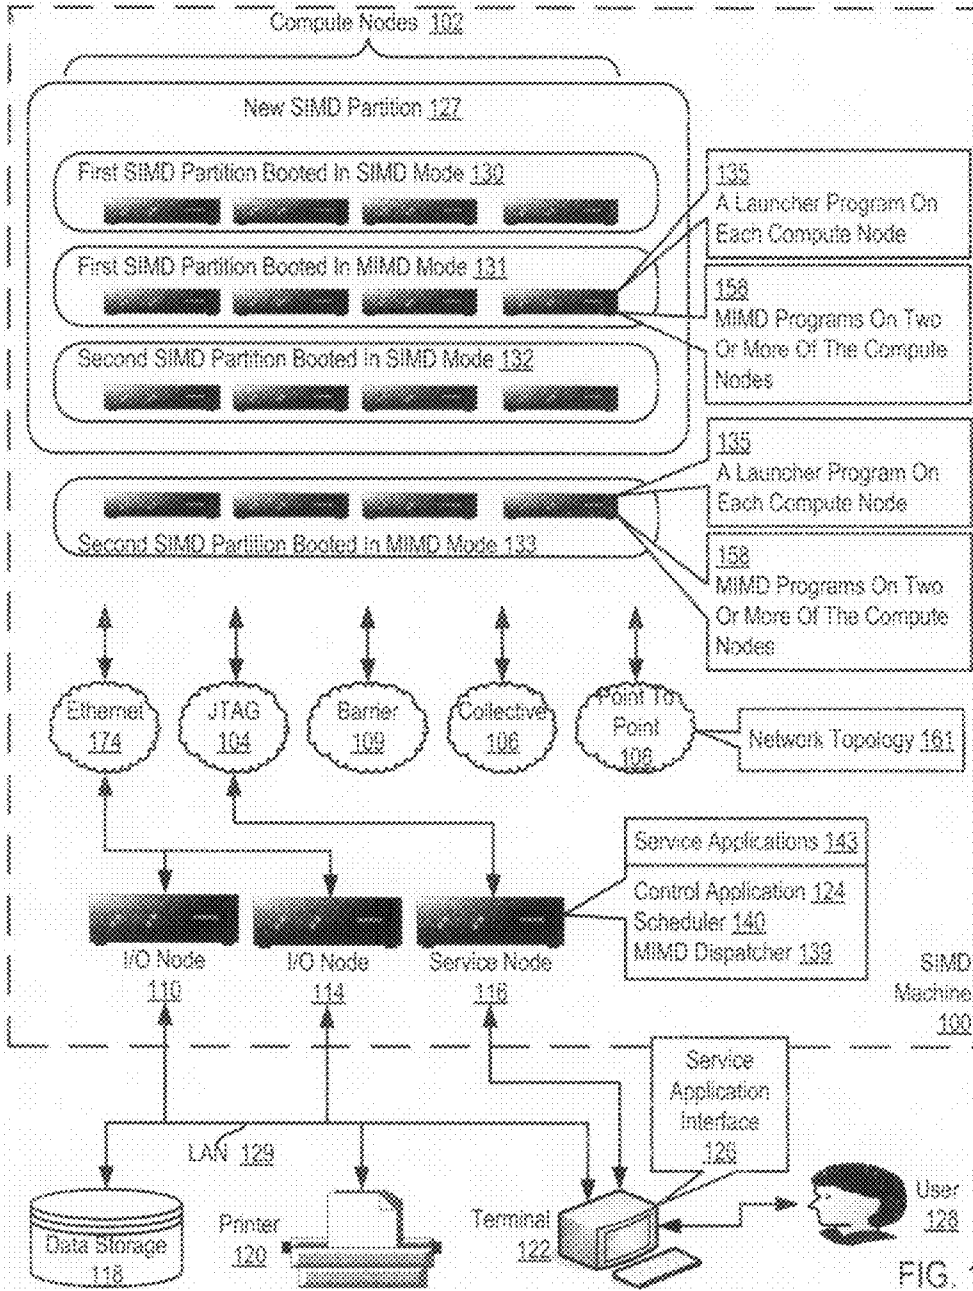 Compute Nodes 102
New SIMD Partition 127
First SIMD Partition Booted In SIMD Mode 130
First SIMD Partition Booted In MIMD Mode 131
Second SIMD Partition Booted In SIMD Mode 132
Second SIMD Partition Booted In MIMD Mode 133
135
A Launcher Program On
Each Compute Node
158
MIMD Programs On Two
Or More Of The Compute
Nodes
135
A Launcher Program On
Each Compute Node
158
MIMD Programs On Two
Or More Of The Compute
Nodes
Ethernet
174
JTAG
104
Barrier
109
Collective
106
Point To
Point
108
Network Topology 161
Service Applications 143
Control Application 124
Scheduler 140
MIMD Dispatcher 139
I/O Node
110
I/O Node
114
Service Node
116
SIMD
Machine
100
Service
Application
Interface
126
LAN 129
Data Storage
118
Printer
120
Terminal
122
User
128
FIG. 1